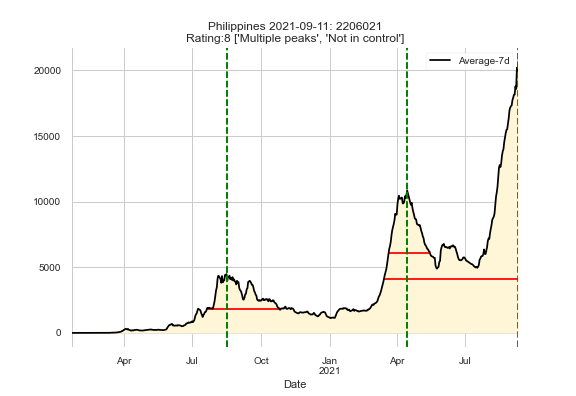 Philippines 2021-09-11: 2206021
Rating:8 ['Multiple peaks', 'Not in control']
Average-7d
20000
15000
10000
5000
0
Apr
Jul
Oct
Jan
2021
Apr
Jul
Date